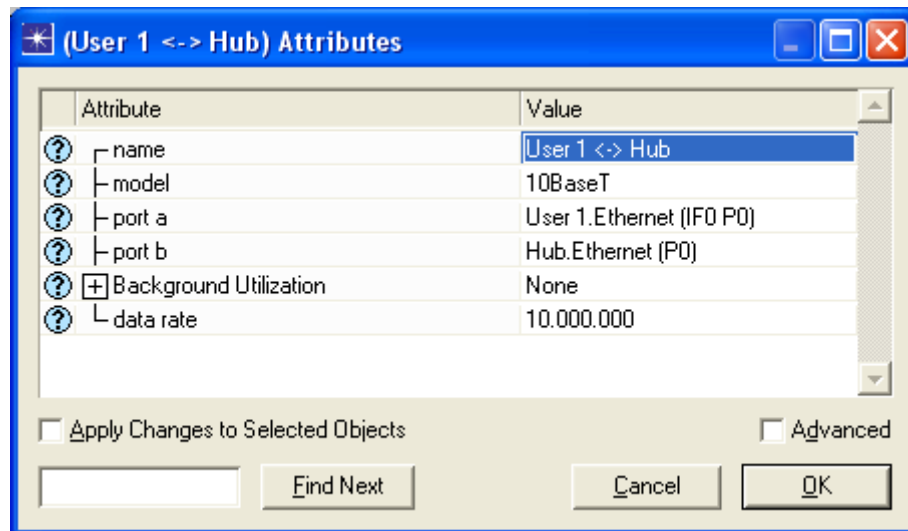 (User 1 <-> Hub) Attributes
Attribute Value
name User 1 <-> Hub
model 10BaseT
port a User 1.Ethernet (IF0 P0)
port b Hub.Ethernet (P0)
Background Utilization None
data rate 10.000.000
Apply Changes to Selected Objects Advanced
Find Next Cancel OK